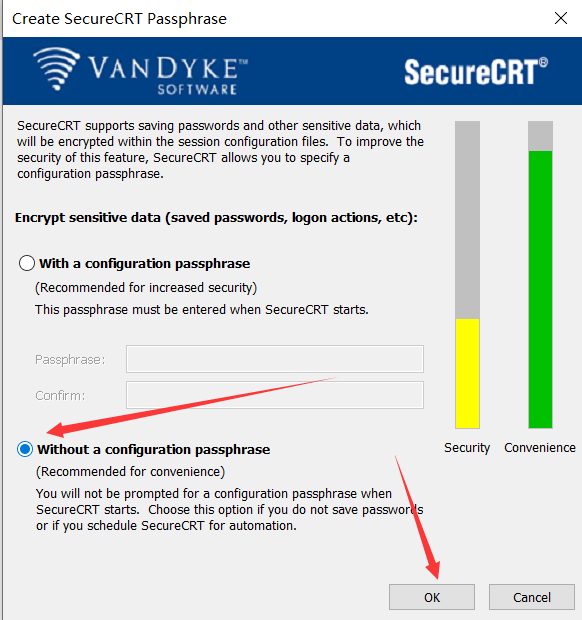 Create SecureCRT Passphrase
VANDYKE™
SOFTWARE
SecureCRT®
SecureCRT supports saving passwords and other sensitive data, which
will be encrypted within the session configuration files.  To improve the
security of this feature, SecureCRT allows you to specify a
configuration passphrase.
Encrypt sensitive data (saved passwords, logon actions, etc):
With a configuration passphrase
(Recommended for increased security)
This passphrase must be entered when SecureCRT starts.
Passphrase:
Confirm:
Without a configuration passphrase
(Recommended for convenience)
You will not be prompted for a configuration passphrase when
SecureCRT starts.  Choose this option if you do not save passwords
or if you schedule SecureCRT for automation.
Security
Convenience
OK
Cancel